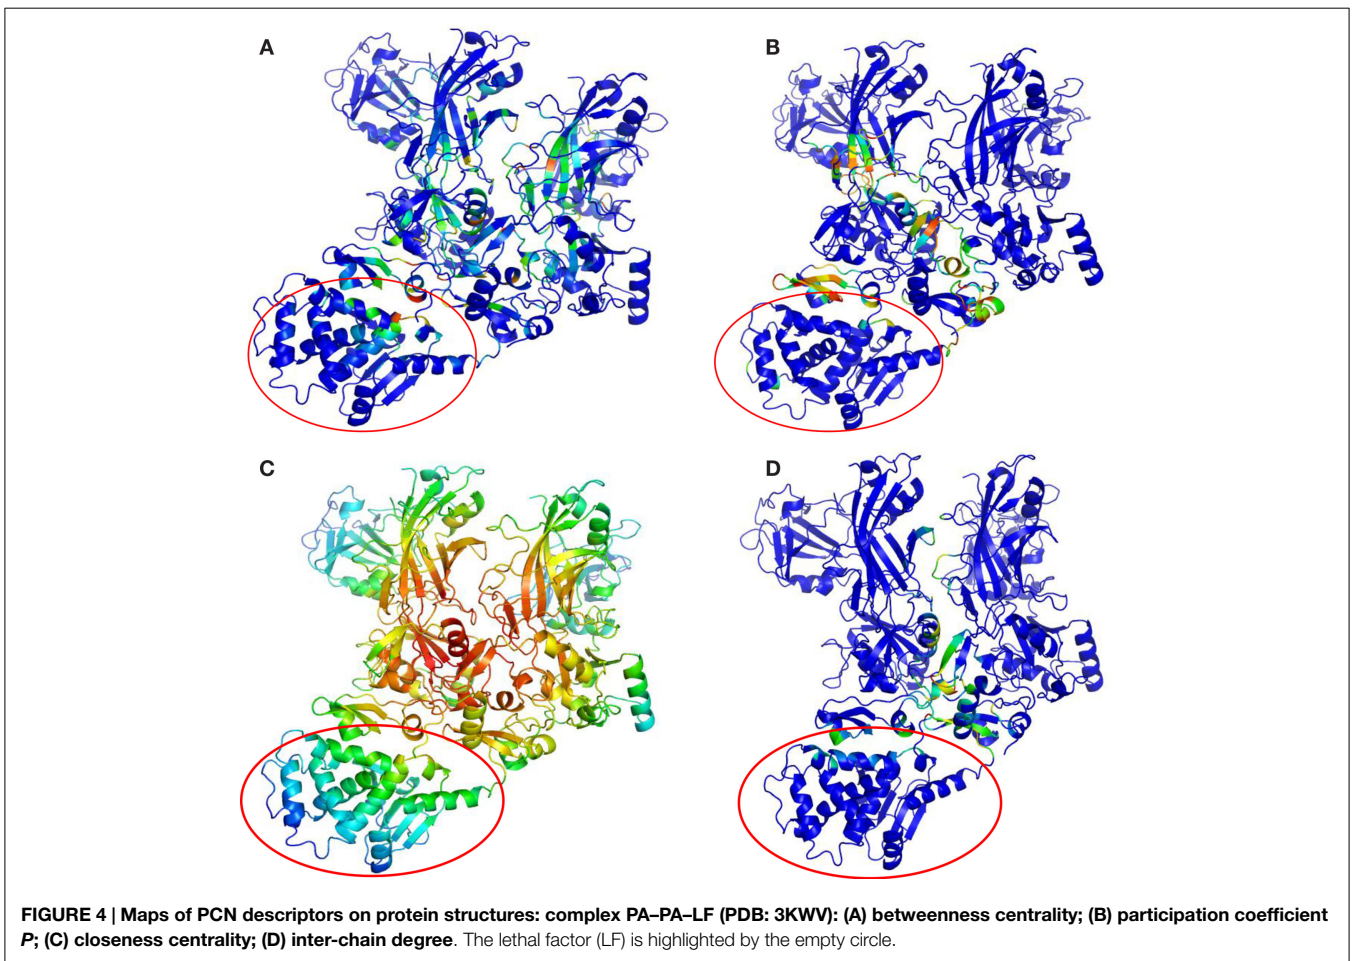 A
B
C
D
FIGURE 4 | Maps of PCN descriptors on protein structures: complex PA–PA–LF (PDB: 3KWV): (A) betweenness centrality; (B) participation coefficient
P; (C) closeness centrality; (D) inter-chain degree. The lethal factor (LF) is highlighted by the empty circle.